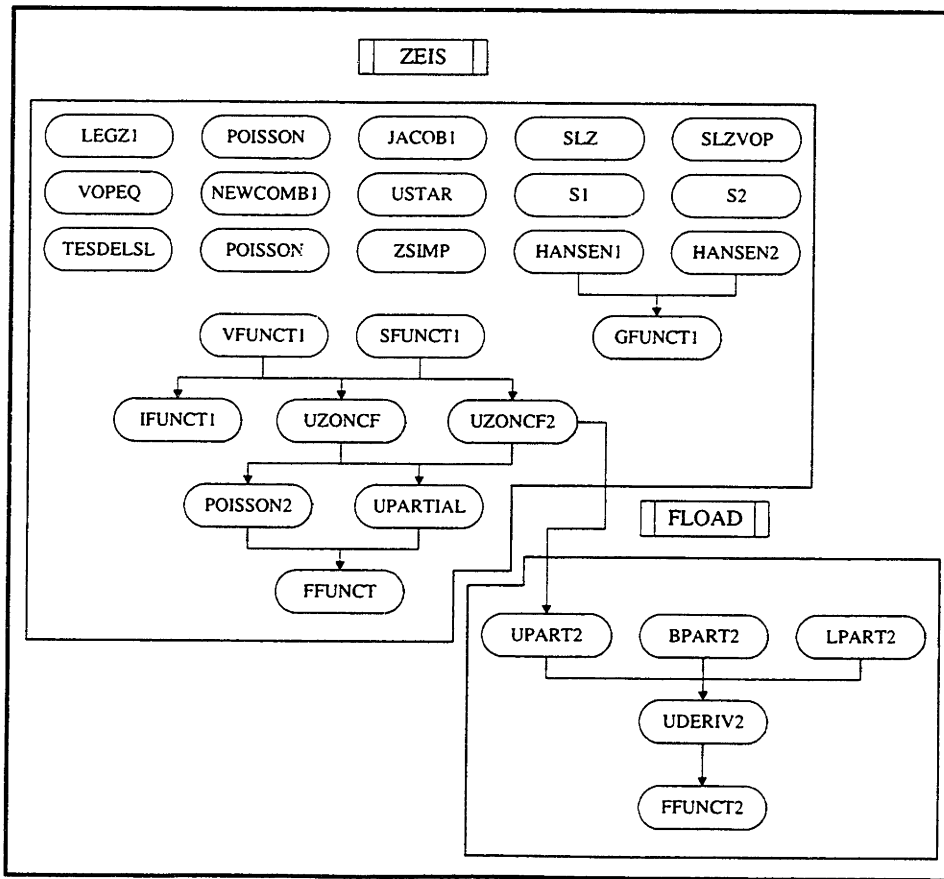 ZEIS
LEGZ1 POISSON JACOB1 SLZ SLZVOP
VOPEQ NEWCOMB1 USTAR S1 S2
TESDELSL POISSON ZSIMP HANSEN1 HANSEN2
VFUNCT1 SFUNCT1 GFUNCT1
IFUNCT1 UZONCF UZONCF2
POISSON2 UPARTIAL
FLOAD
FFUNCT
UPART2 BPART2 LPART2
UDERIV2
FFUNCT2